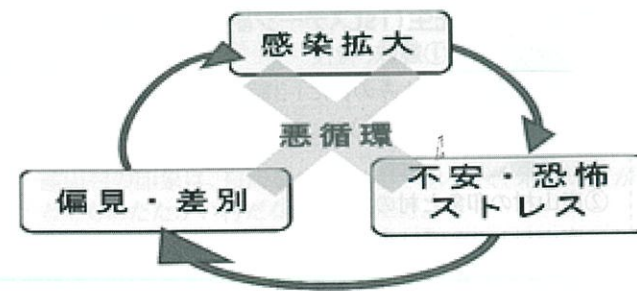 感染拡大
悪循環
不安・恐怖
ストレス
偏見・差別